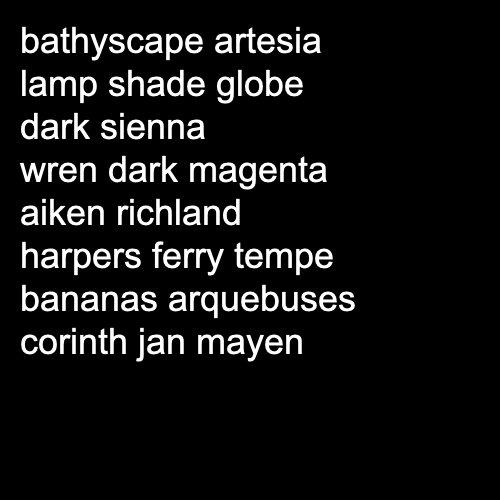 bathyscape artesia
lamp shade globe
dark sienna
wren dark magenta
aiken richland
harpers ferry tempe
bananas arquebuses
corinth jan mayen